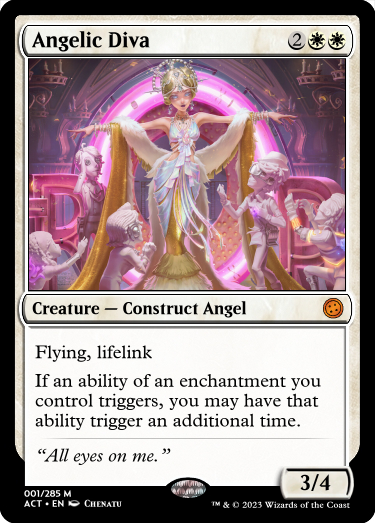 Angelic Diva 2
Creature — Construct Angel
Flying, lifelink
If an ability of an enchantment you
control triggers, you may have that
ability trigger an additional time.
“All eyes on me.”
3/4
001/285 M
ACT • EN CHENATU
™ & © 2023 Wizards of the Coast